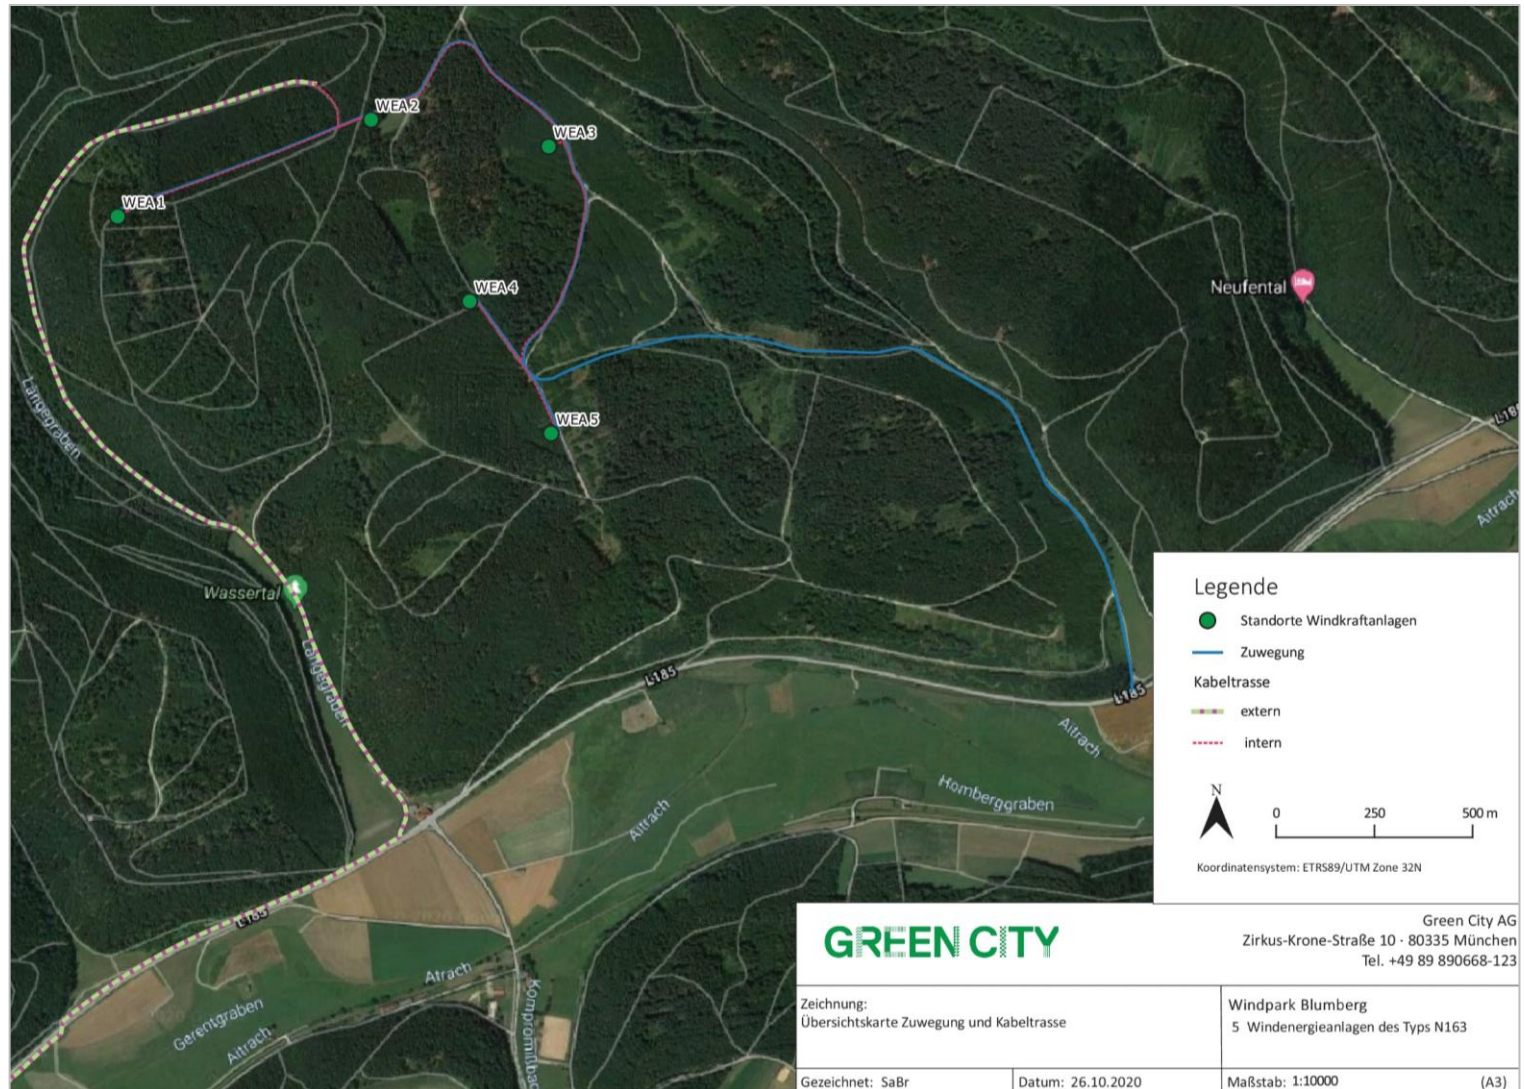 WEA 2
WEA 3
WEA 1
WEA 4
Neufental
WEA 5
Langegraben
L185
Aitrach
Wassertal
Langegraben
L185
L185
Aitrach
Aitrach
Homberggraben
L185
Atrach
Gerentgraben
Aitrach
Legende
Standorte Windkraftanlagen
Zuwegung
Kabeltrasse
extern
intern
N
0 250 500 m
Koordinatensystem: ETRS89/UTM Zone 32N
GREEN CITY
Green City AG
Zirkus-Krone-Straße 10 · 80335 München
Tel. +49 89 890668-123
Zeichnung:
Übersichtskarte Zuwegung und Kabeltrasse
Windpark Blumberg
5 Windenergieanlagen des Typs N163
Gezeichnet: SaBr
Datum: 26.10.2020
Maßstab: 1:10000 (A3)